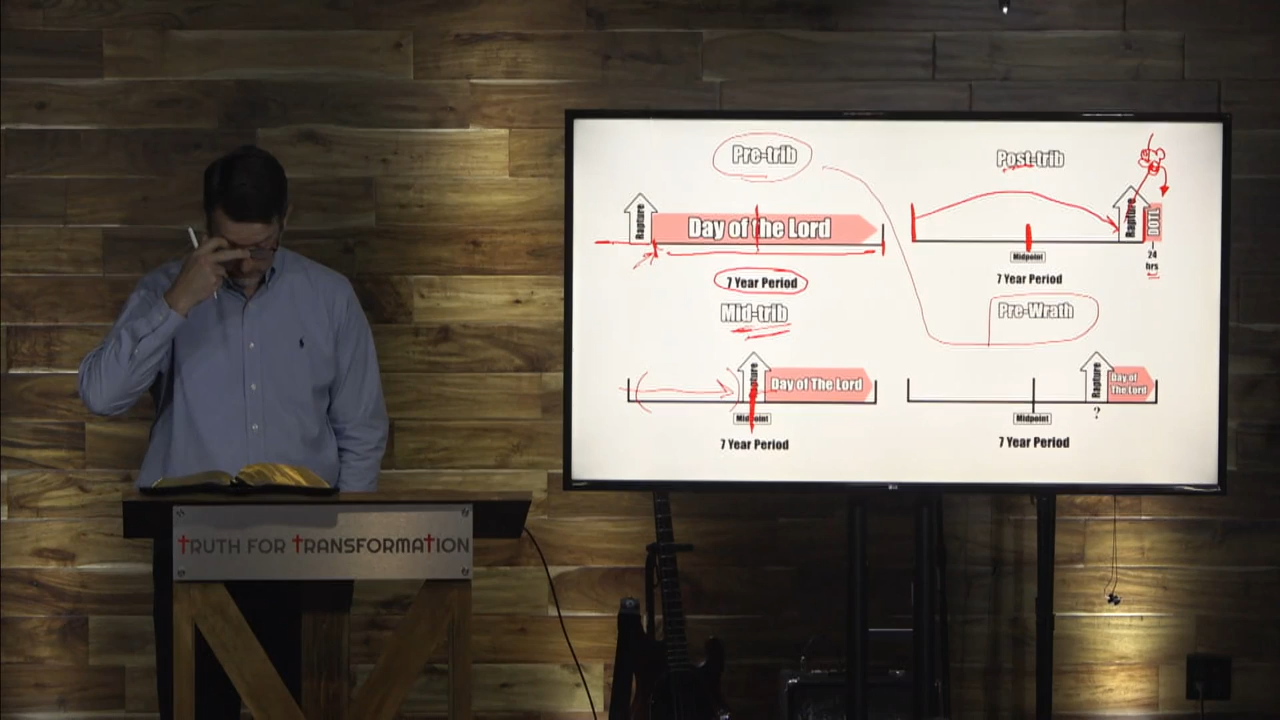 Pre-trib
Rapture
Day of the Lord
7 Year Period
Post-trib
Rapture
DOTL
Midpoint
24
hrs
7 Year Period
Mid-trib
Rapture
Day of The Lord
Midpoint
7 Year Period
Pre-Wrath
Rapture
Day of
The Lord
Midpoint
?
7 Year Period
TRUTH FOR TRANSFORMATION
LG